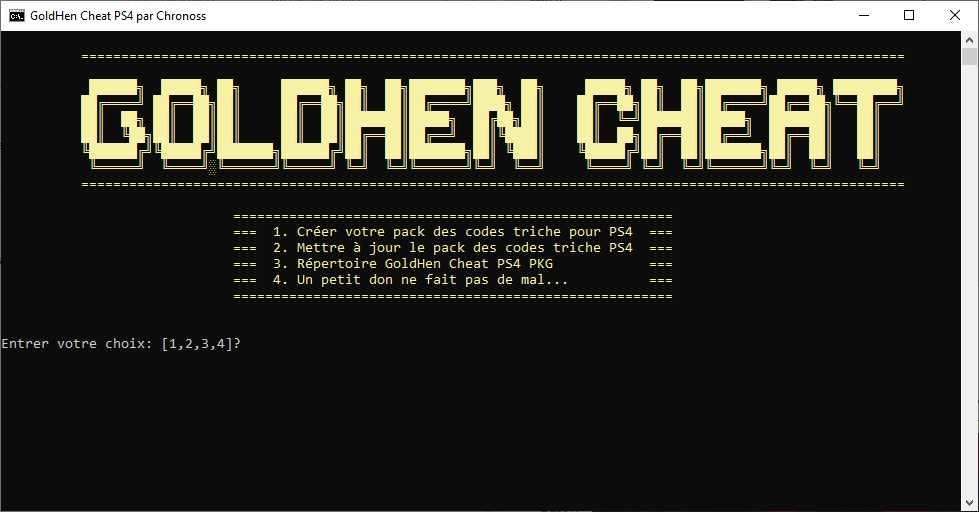 GoldHen Cheat PS4 par Chronoss
=======================================================================================================
GOLDHEN CHEAT
=======================================================================================================
=======================================================
===  1. Créer votre pack des codes triche pour PS4  ===
===  2. Mettre à jour le pack des codes triche PS4  ===
===  3. Répertoire GoldHen Cheat PS4 PKG            ===
===  4. Un petit don ne fait pas de mal...          ===
=======================================================
Entrer votre choix: [1,2,3,4]?